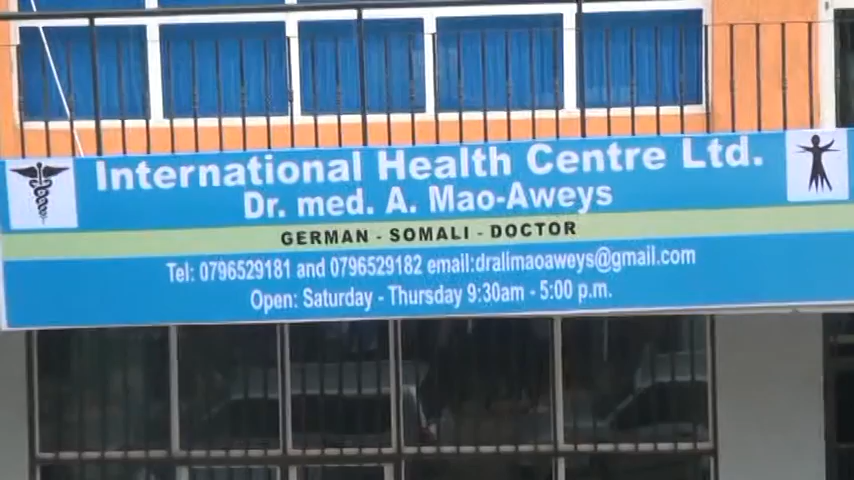 International Health Centre Ltd.
Dr. med. A. Mao-Aweys
GERMAN - SOMALI - DOCTOR
Tel: 0796529181 and 0796529182 email:dralimaoaweys@gmail.com
Open: Saturday - Thursday 9:30am - 5:00 p.m.